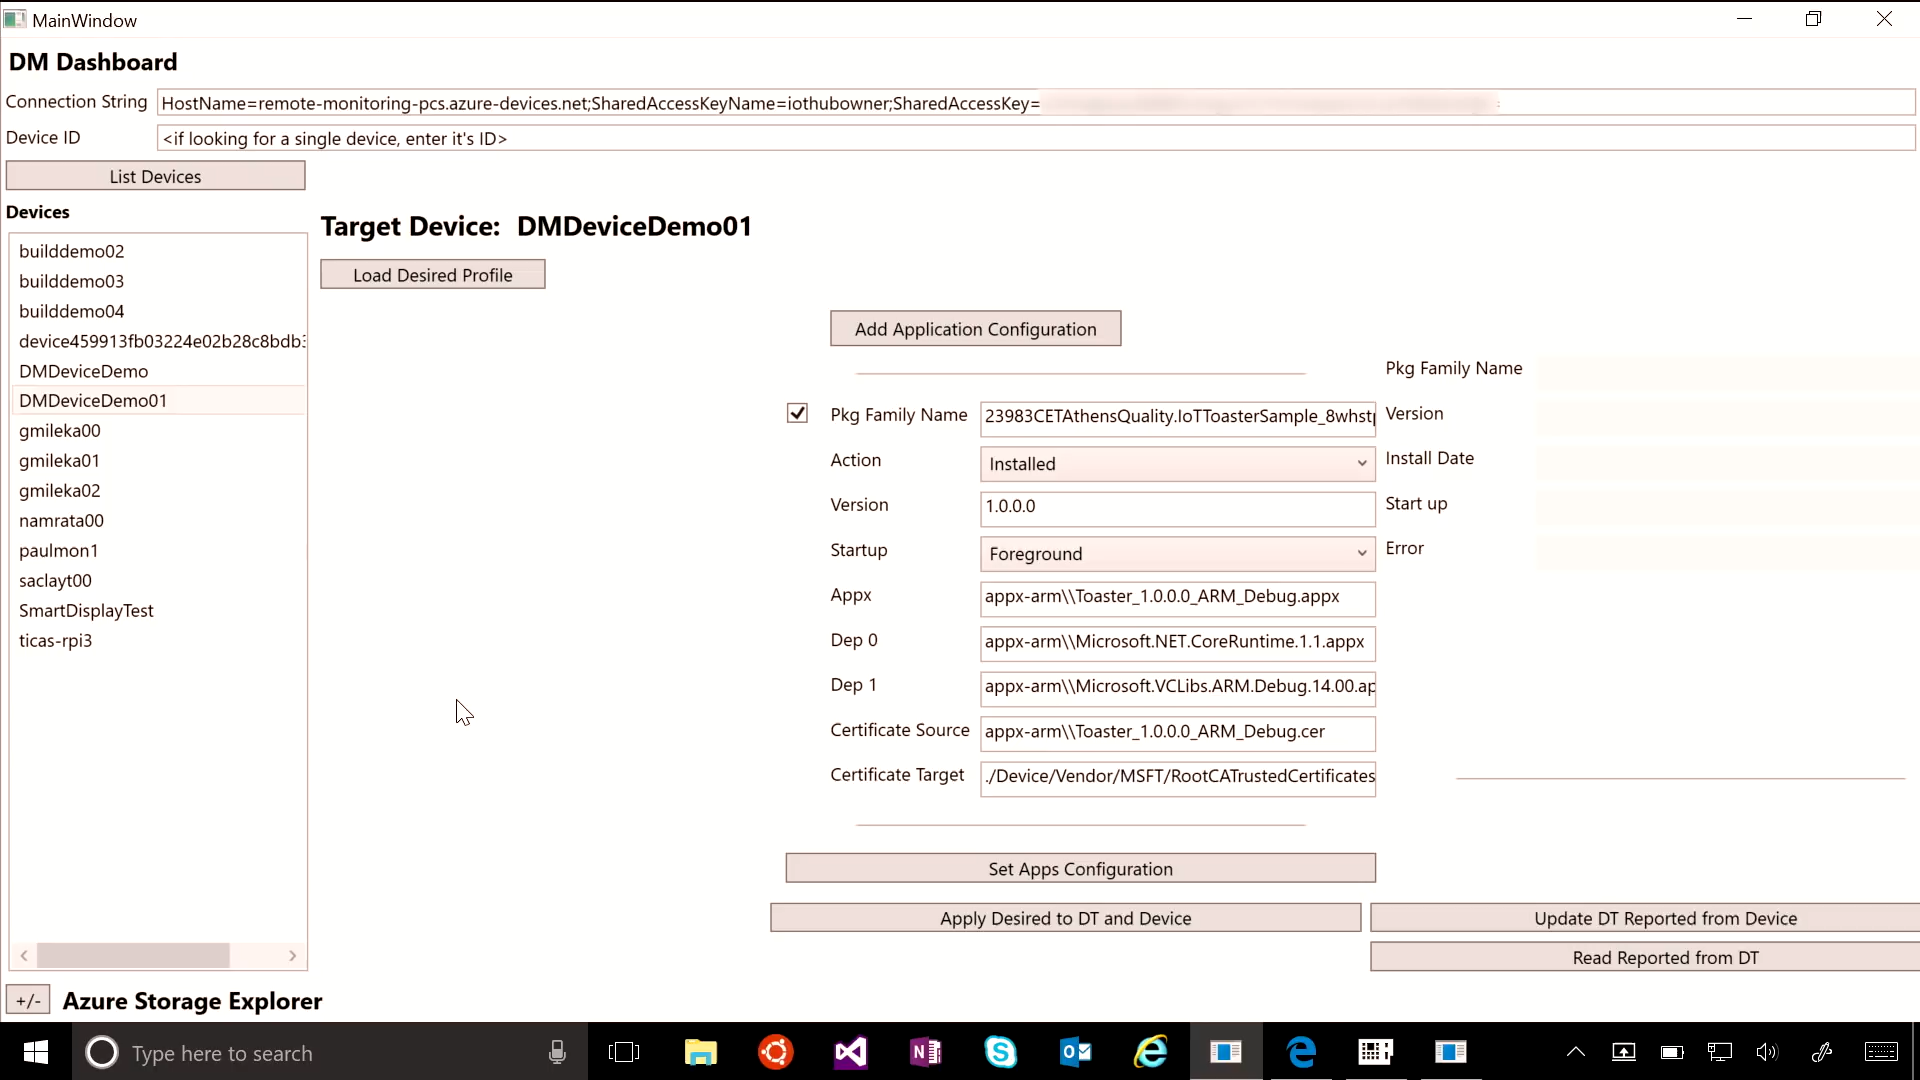 MainWindow
DM Dashboard
Connection String HostName=remote-monitoring-pcs.azure-devices.net;SharedAccessKeyName=iothubowner;SharedAccessKey=
Device ID <if looking for a single device, enter it's ID>
List Devices
Devices
builddemo02
builddemo03
builddemo04
device459913fb03224e02b28c8bdb
DMDeviceDemo
DMDeviceDemo01
gmileka00
gmileka01
gmileka02
namrata00
paulmon1
saclayt00
SmartDisplayTest
ticas-rpi3
Target Device: DMDeviceDemo01
Load Desired Profile
Add Application Configuration
Pkg Family Name 23983CETAthensQuality.IoTToasterSample_8whst
Action Installed
Version 1.0.0.0
Startup Foreground
Appx appx-arm\\Toaster_1.0.0.0_ARM_Debug.appx
Dep 0 appx-arm\\Microsoft.NET.CoreRuntime.1.1.appx
Dep 1 appx-arm\\Microsoft.VCLibs.ARM.Debug.14.00.ap
Certificate Source appx-arm\\Toaster_1.0.0.0_ARM_Debug.cer
Certificate Target ./Device/Vendor/MSFT/RootCATrustedCertificates
Set Apps Configuration
Apply Desired to DT and Device
Pkg Family Name
Version
Install Date
Start up
Error
Update DT Reported from Device
Read Reported from DT
+/- Azure Storage Explorer
Type here to search